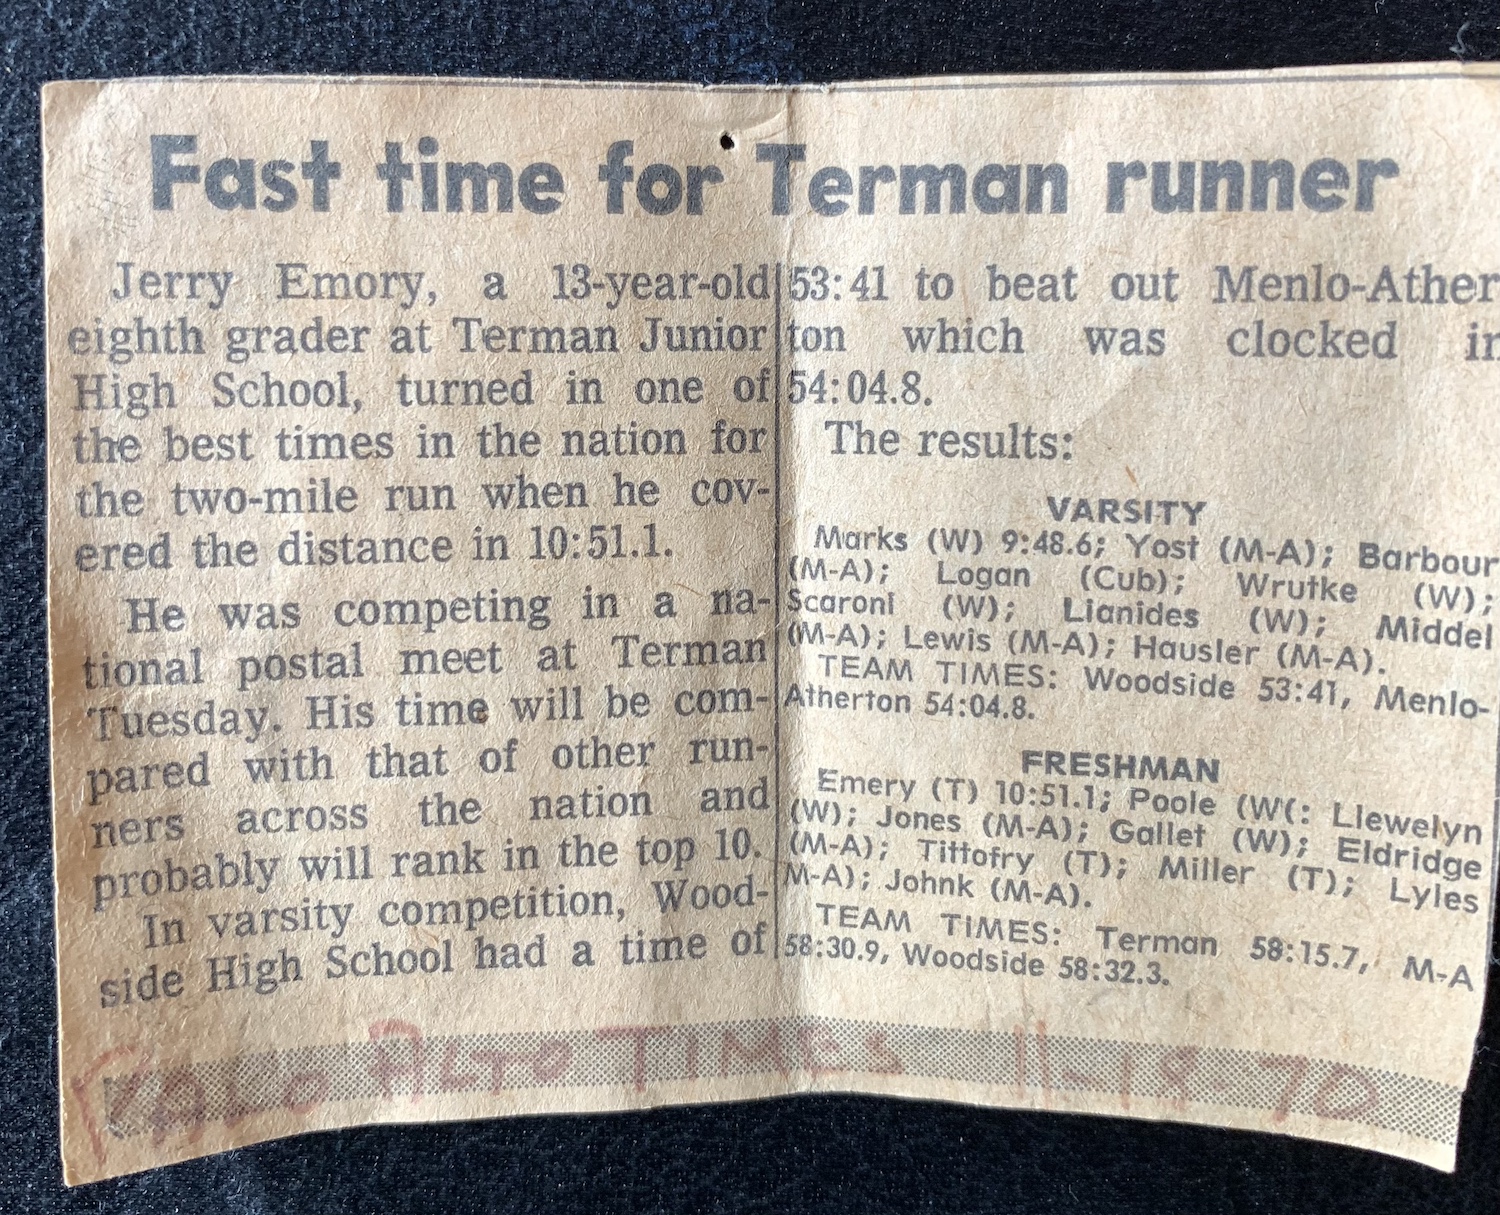 Fast time for Terman runner
Jerry Emory, a 13-year-old
eighth grader at Terman Junior
High School, turned in one of
the best times in the nation for
the two-mile run when he cov-
ered the distance in 10:51.1.
He was competing in a na-
tional postal meet at Terman
Tuesday. His time will be com-
pared with that of other run-
ners across the nation and
probably will rank in the top 10.
In varsity competition, Wood-
side High School had a time of
53:41 to beat out Menlo-Ather
ton which was clocked in
54:04.8.
The results:
VARSITY
Marks (W) 9:48.6; Yost (M-A); Barbour
(M-A); Logan (Cub); Wrutke (W);
Scaroni (W); Lianides (W); Middel
(M-A); Lewis (M-A); Hausler (M-A).
TEAM TIMES: Woodside 53:41, Menlo-
Atherton 54:04.8.
FRESHMAN
Emery (T) 10:51.1; Poole (W(: Llewelyn
(W); Jones (M-A); Gallet (W); Eldridge
(M-A); Tittofry (T); Miller (T); Lyles
M-A); Johnk (M-A).
TEAM TIMES: Terman 58:15.7, M-A
58:30.9, Woodside 58:32.3.
PALO ALTO TIMES 11-19 70